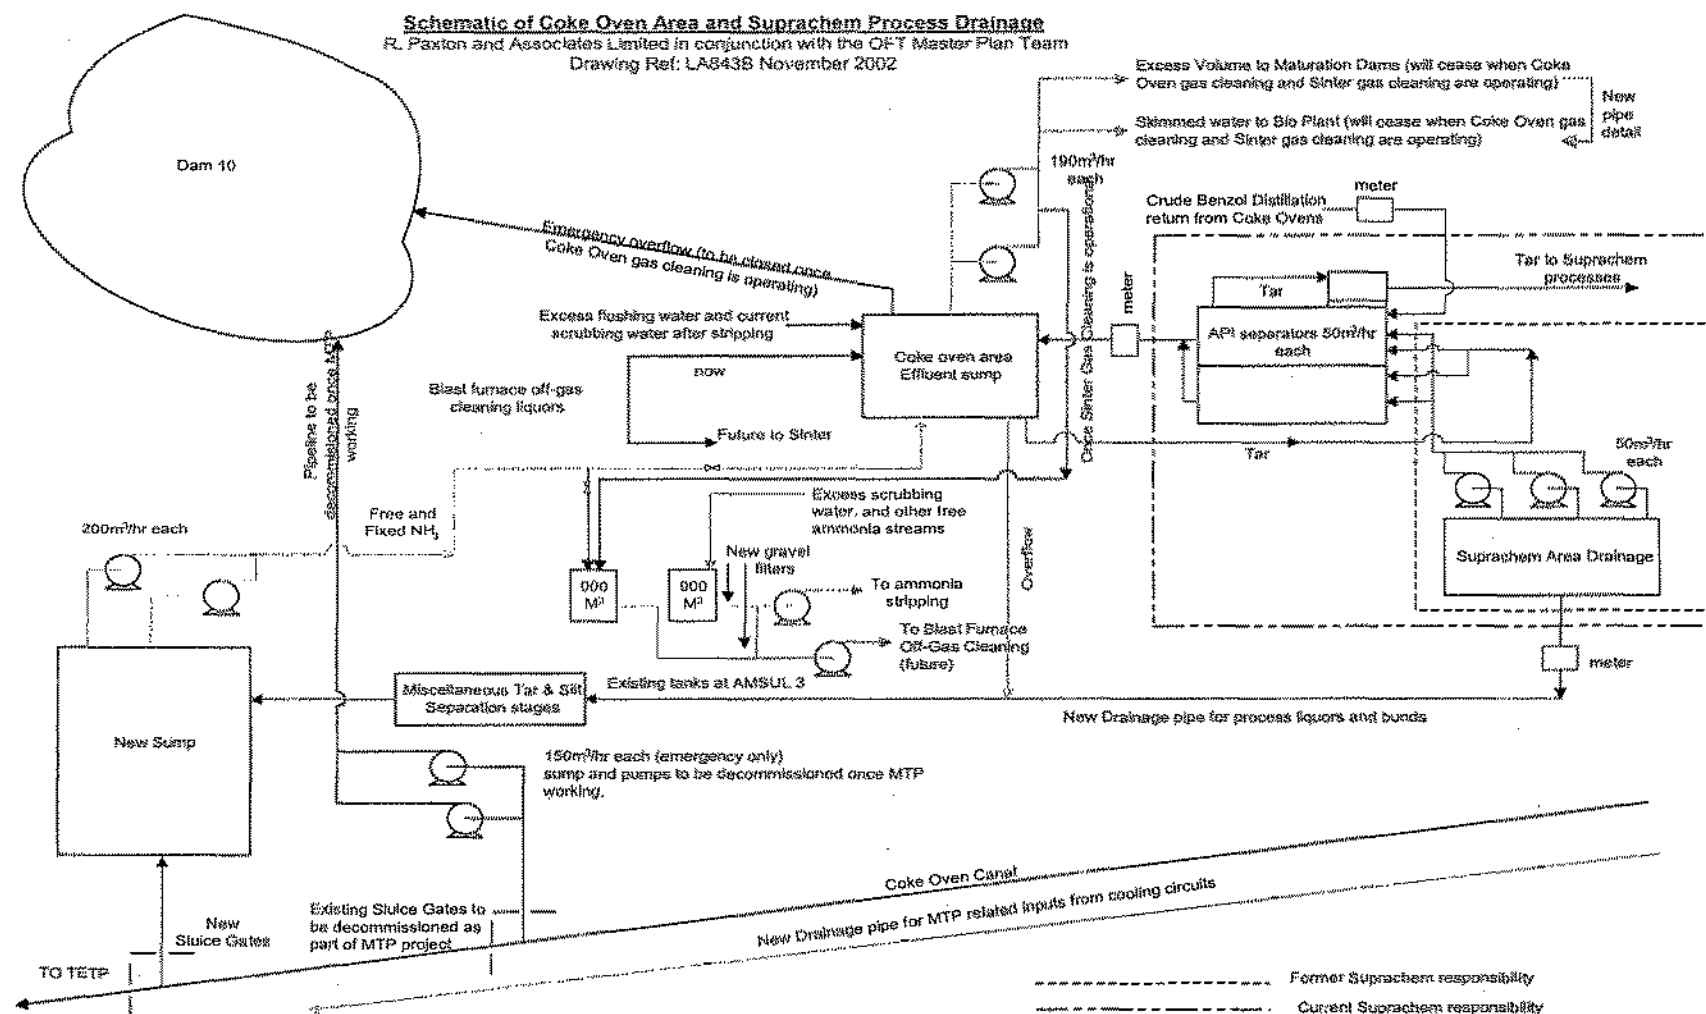 Schematic of Coke Oven Area and Suprachem Process Drainage
R. Paxton and Associates Limited in conjunction with the OFT Master Plan Team
Drawing Ref: LA843B November 2002
Excess Volume to Maturation Dams (will cease when Coke
Oven gas cleaning and Sinter gas cleaning are operating)
New
pipe
detail
Skimmed water to Bio Plant (will cease when Coke Oven gas
cleaning and Sinter gas cleaning are operating)
Dam 10
190m³/hr
each
Once Sinter Gas Cleaning is operational
meter
Crude Benzol Distillation
return from Coke Ovens
Emergency overflow (to be closed once
Coke Oven gas cleaning is
operating)
meter
Tar to Suprachem
processes
Tar
API separators 50m³/hr
each
Excess flushing water and current
scrubbing water after stripping
now
Coke oven area
Effluent sump
Blast furnace off-gas
cleaning liquors
Future to Sinter
Tar
50m³/hr
each
Pipeline to be
decommisioned once MTP
working
Excess scrubbing
water, and other free
ammonia streams
Free and
Fixed NH3
200m³/hr each
New gravel
filters
900
M³
900
M³
To ammonia
stripping
Overflow
Suprachem Area Drainage
To Blast Furnace
Off-Gas Cleaning
(future)
meter
Miscellaneous Tar & Silt
Separation stages
Existing tanks at AMSUL 3
New Drainage pipe for process liquors and bunds
New Sump
150m³/hr each (emergency only)
sump and pumps to be decommissioned once MTP
working.
Coke Oven Canal
New Drainage pipe for MTP related inputs from cooling circuits
New
Sluice Gates
Existing Sluice Gates to
be decommissioned as
part of MTP project
TO TETP
Former Suprachem responsibility
Current Suprachem responsibility